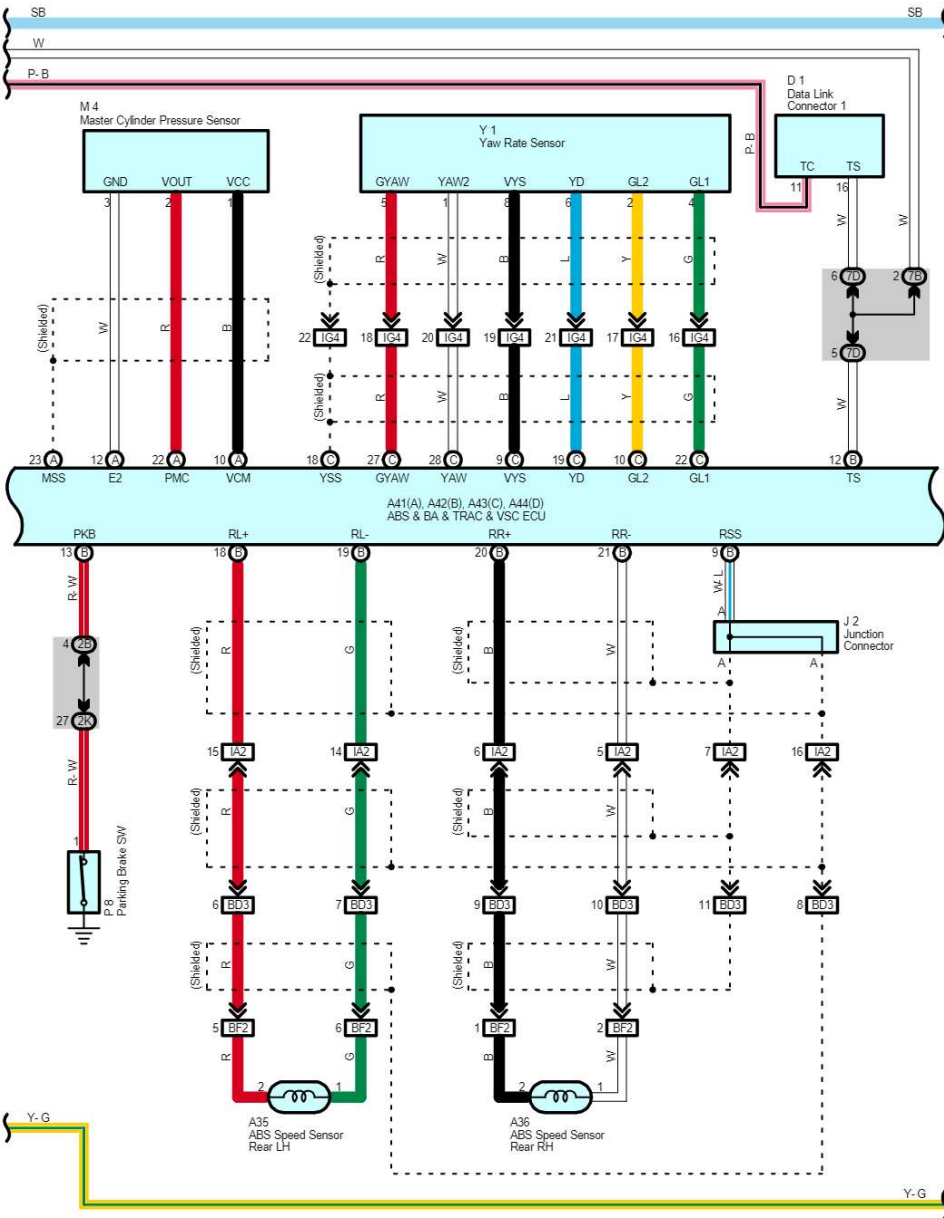 SB SB
W
P- B
D 1
Data Link
Connector 1
M 4
Master Cylinder Pressure Sensor
Y 1
Yaw Rate Sensor
P- B
TC TS
GND VOUT VCC
GYAW YAW2 VYS YD GL2 GL1
11 16
3 2 1
5 1 8 6 2 4
W W
(Shielded) R W B L Y G
6 7D 2 7B
(Shielded) W R B
22 IG4 18 IG4 20 IG4 19 IG4 21 IG4 17 IG4 16 IG4
5 7D
(Shielded) R W B L Y G
W
23 A 12 A 22 A 10 A 18 C 27 C 28 C 9 C 19 C 10 C 22 C 12 B
MSS E2 PMC VCM YSS GYAW YAW VYS YD GL2 GL1 TS
A41(A), A42(B), A43(C), A44(D)
ABS & BA & TRAC & VSC ECU
PKB RL+ RL- RR+ RR- RSS
13 B 18 B 19 B 20 B 21 B 9 B
R- W W- L
A
J 2
Junction
Connector
(Shielded) R G (Shielded) B W
4 2B
A A
27 2K
15 IA2 14 IA2 6 IA2 5 IA2 7 IA2 16 IA2
R- W
(Shielded) R G (Shielded) B W
1
P 8
Parking Brake SW
6 BD3 7 BD3 9 BD3 10 BD3 11 BD3 8 BD3
(Shielded) R G (Shielded) B W
5 BF2 6 BF2 1 BF2 2 BF2
R G B W
2 1 2 1
A35
ABS Speed Sensor
Rear LH
A36
ABS Speed Sensor
Rear RH
Y- G
Y- G